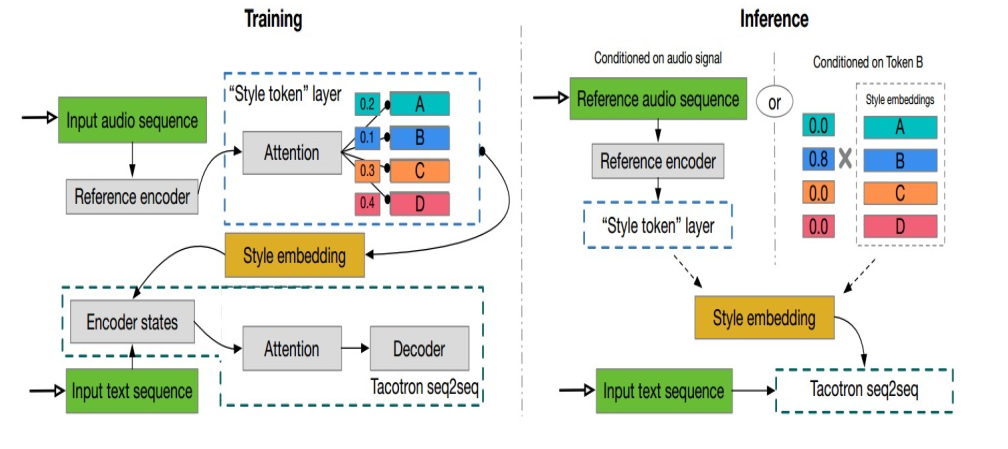 Training
Input audio sequence
Reference encoder
“Style token” layer
Attention
0.2 A
0.1 B
0.3 C
0.4 D
Style embedding
Encoder states
Attention
Decoder
Tacotron seq2seq
Input text sequence
Inference
Conditioned on audio signal
Reference audio sequence
Reference encoder
“Style token” layer
or
Conditioned on Token B
Style embeddings
0.0 A
0.8 X B
0.0 C
0.0 D
Style embedding
Input text sequence
Tacotron seq2seq